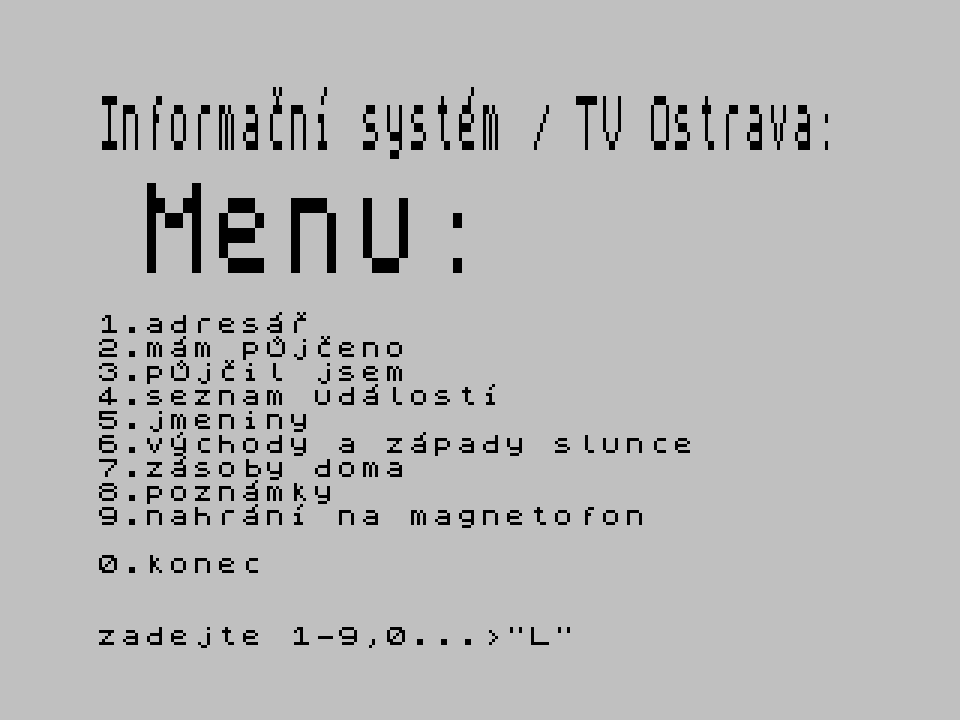 Informační systém / TV Ostrava:
Menu:
1.adresář
2.mám půjčeno
3.půjčil jsem
4.seznam událostí
5.jmeniny
6.východy a západy slunce
7.zásoby doma
8.poznámky
9.nahrání na magnetofon
0.konec
zadejte 1-9,0...>"L"